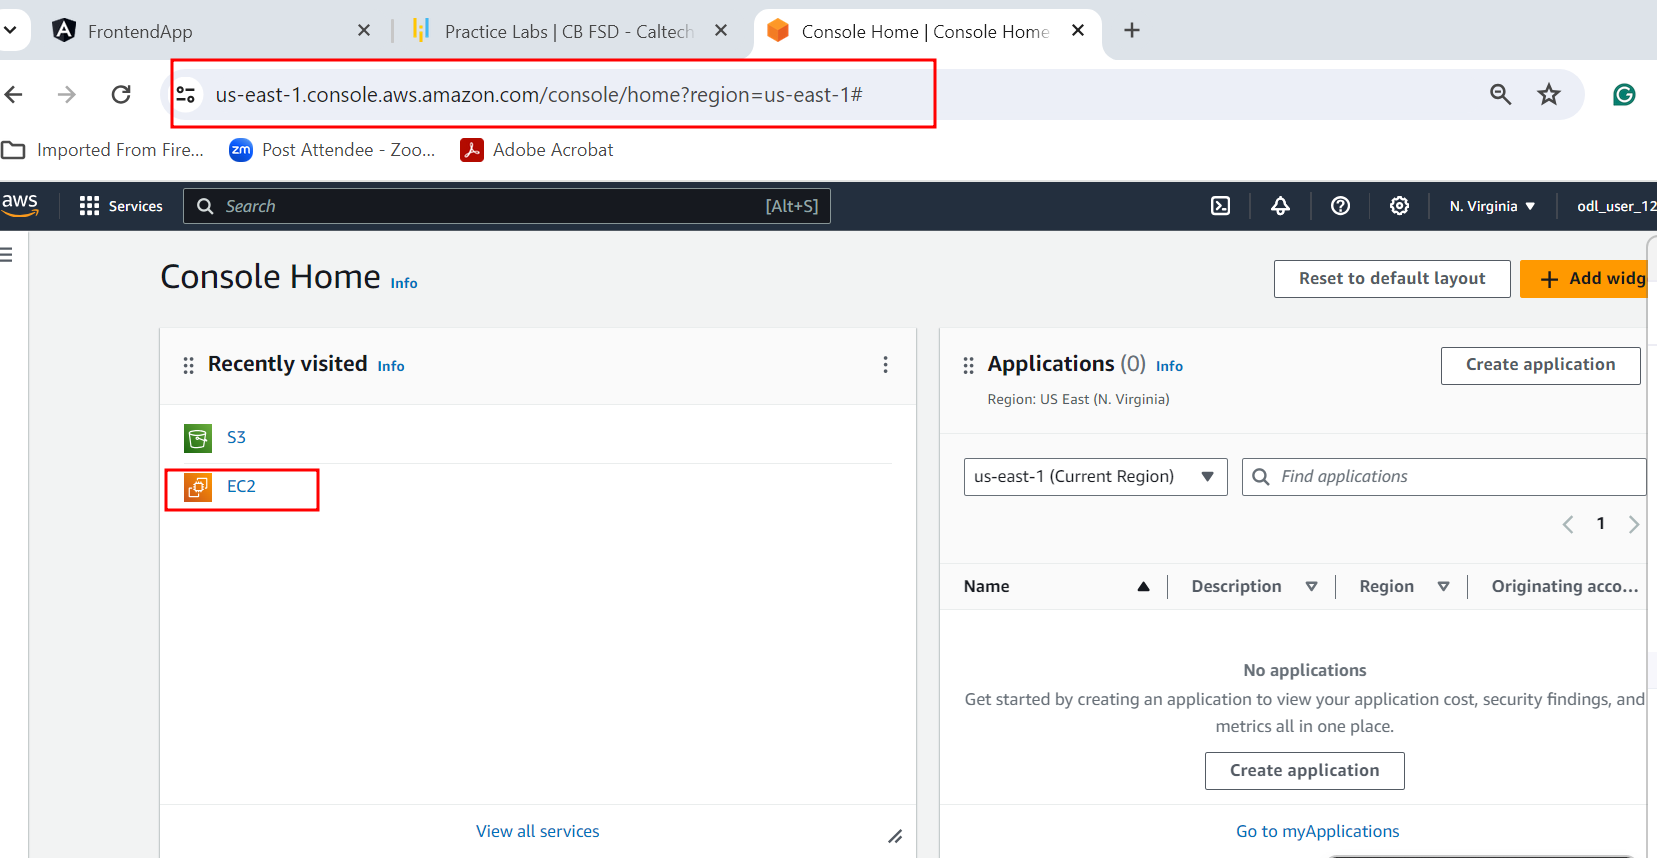 FrontendApp
Practice Labs | CB FSD - Caltech
Console Home | Console Home
us-east-1.console.aws.amazon.com/console/home?region=us-east-1#
Imported From Fire...
zm Post Attendee - Zoo...
Adobe Acrobat
aws
Services
Search
[Alt+S]
N. Virginia
odl_user_12
Console Home Info
Reset to default layout
Add widg
Recently visited Info
S3
EC2
View all services
Applications (0) Info
Region: US East (N. Virginia)
Create application
us-east-1 (Current Region)
Find applications
1
Name
Description
Region
Originating acco...
No applications
Get started by creating an application to view your application cost, security findings, and
metrics all in one place.
Create application
Go to myApplications